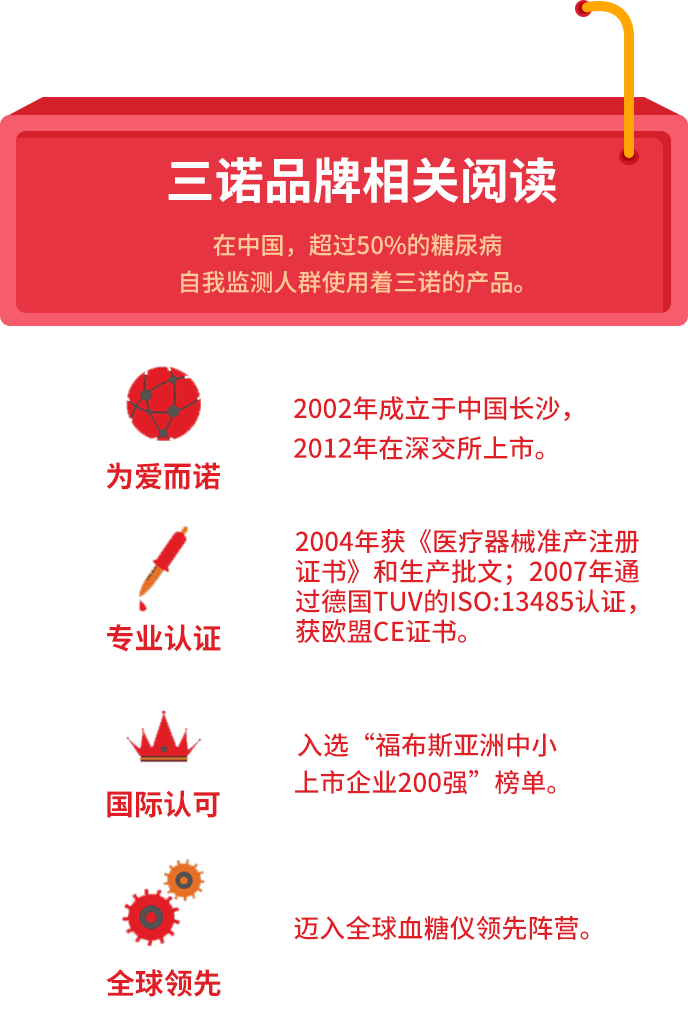 三诺品牌相关阅读
在中国，超过50%的糖尿病
自我监测人群使用着三诺的产品。
为爱而诺
2002年成立于中国长沙，
2012年在深交所上市。
专业认证
2004年获《医疗器械准产注册
证书》和生产批文；2007年通
过德国TUV的ISO:13485认证，
获欧盟CE证书。
国际认可
入选“福布斯亚洲中小
上市企业200强”榜单。
全球领先
迈入全球血糖仪领先阵营。